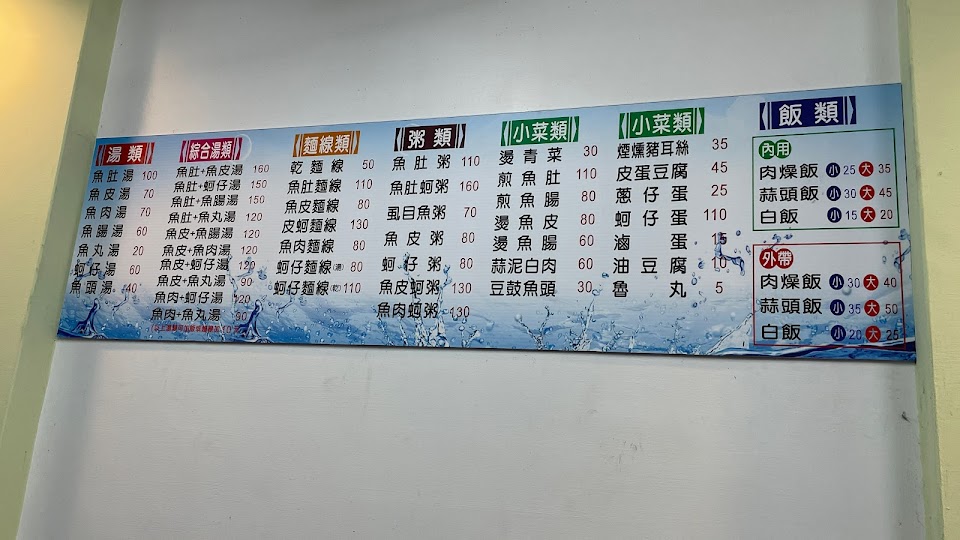 湯類
魚肚湯 100
魚皮湯 70
魚肉湯 70
魚腸湯 60
魚丸湯 20
蚵仔湯 60
魚頭湯 40
綜合湯類
魚肚+魚皮湯 160
魚肚+蚵仔湯 150
魚肚+魚腸湯 150
魚肚+魚丸湯 120
魚皮+魚腸湯 120
魚皮+魚肉湯 120
魚皮+蚵仔湯 120
魚皮+魚丸湯 90
魚肉+蚵仔湯 120
魚肉+魚丸湯 90
麵線類
乾麵線 50
魚肚麵線 110
魚皮麵線 80
皮蚵麵線 130
魚肉麵線 80
蚵仔麵線(湯) 80
蚵仔麵線(乾) 110
粥類
魚肚粥 110
魚肚蚵粥 160
虱目魚粥 70
魚皮粥 80
蚵仔粥 80
魚皮蚵粥 130
魚肉蚵粥 130
小菜類
燙青菜 30
煎魚肚 110
煎魚腸 80
燙魚皮 80
燙魚腸 60
蒜泥白肉 60
豆鼓魚頭 30
小菜類
煙燻豬耳絲 35
皮蛋豆腐 45
蔥仔蛋 25
蚵仔蛋 110
滷蛋 15
油豆腐 10
魯丸 5
飯類
內用
肉燥飯 小 25 大 35
蒜頭飯 小 30 大 45
白飯 小 15 大 20
外帶
肉燥飯 小 30 大 40
蒜頭飯 小 35 大 50
白飯 小 20 大 25